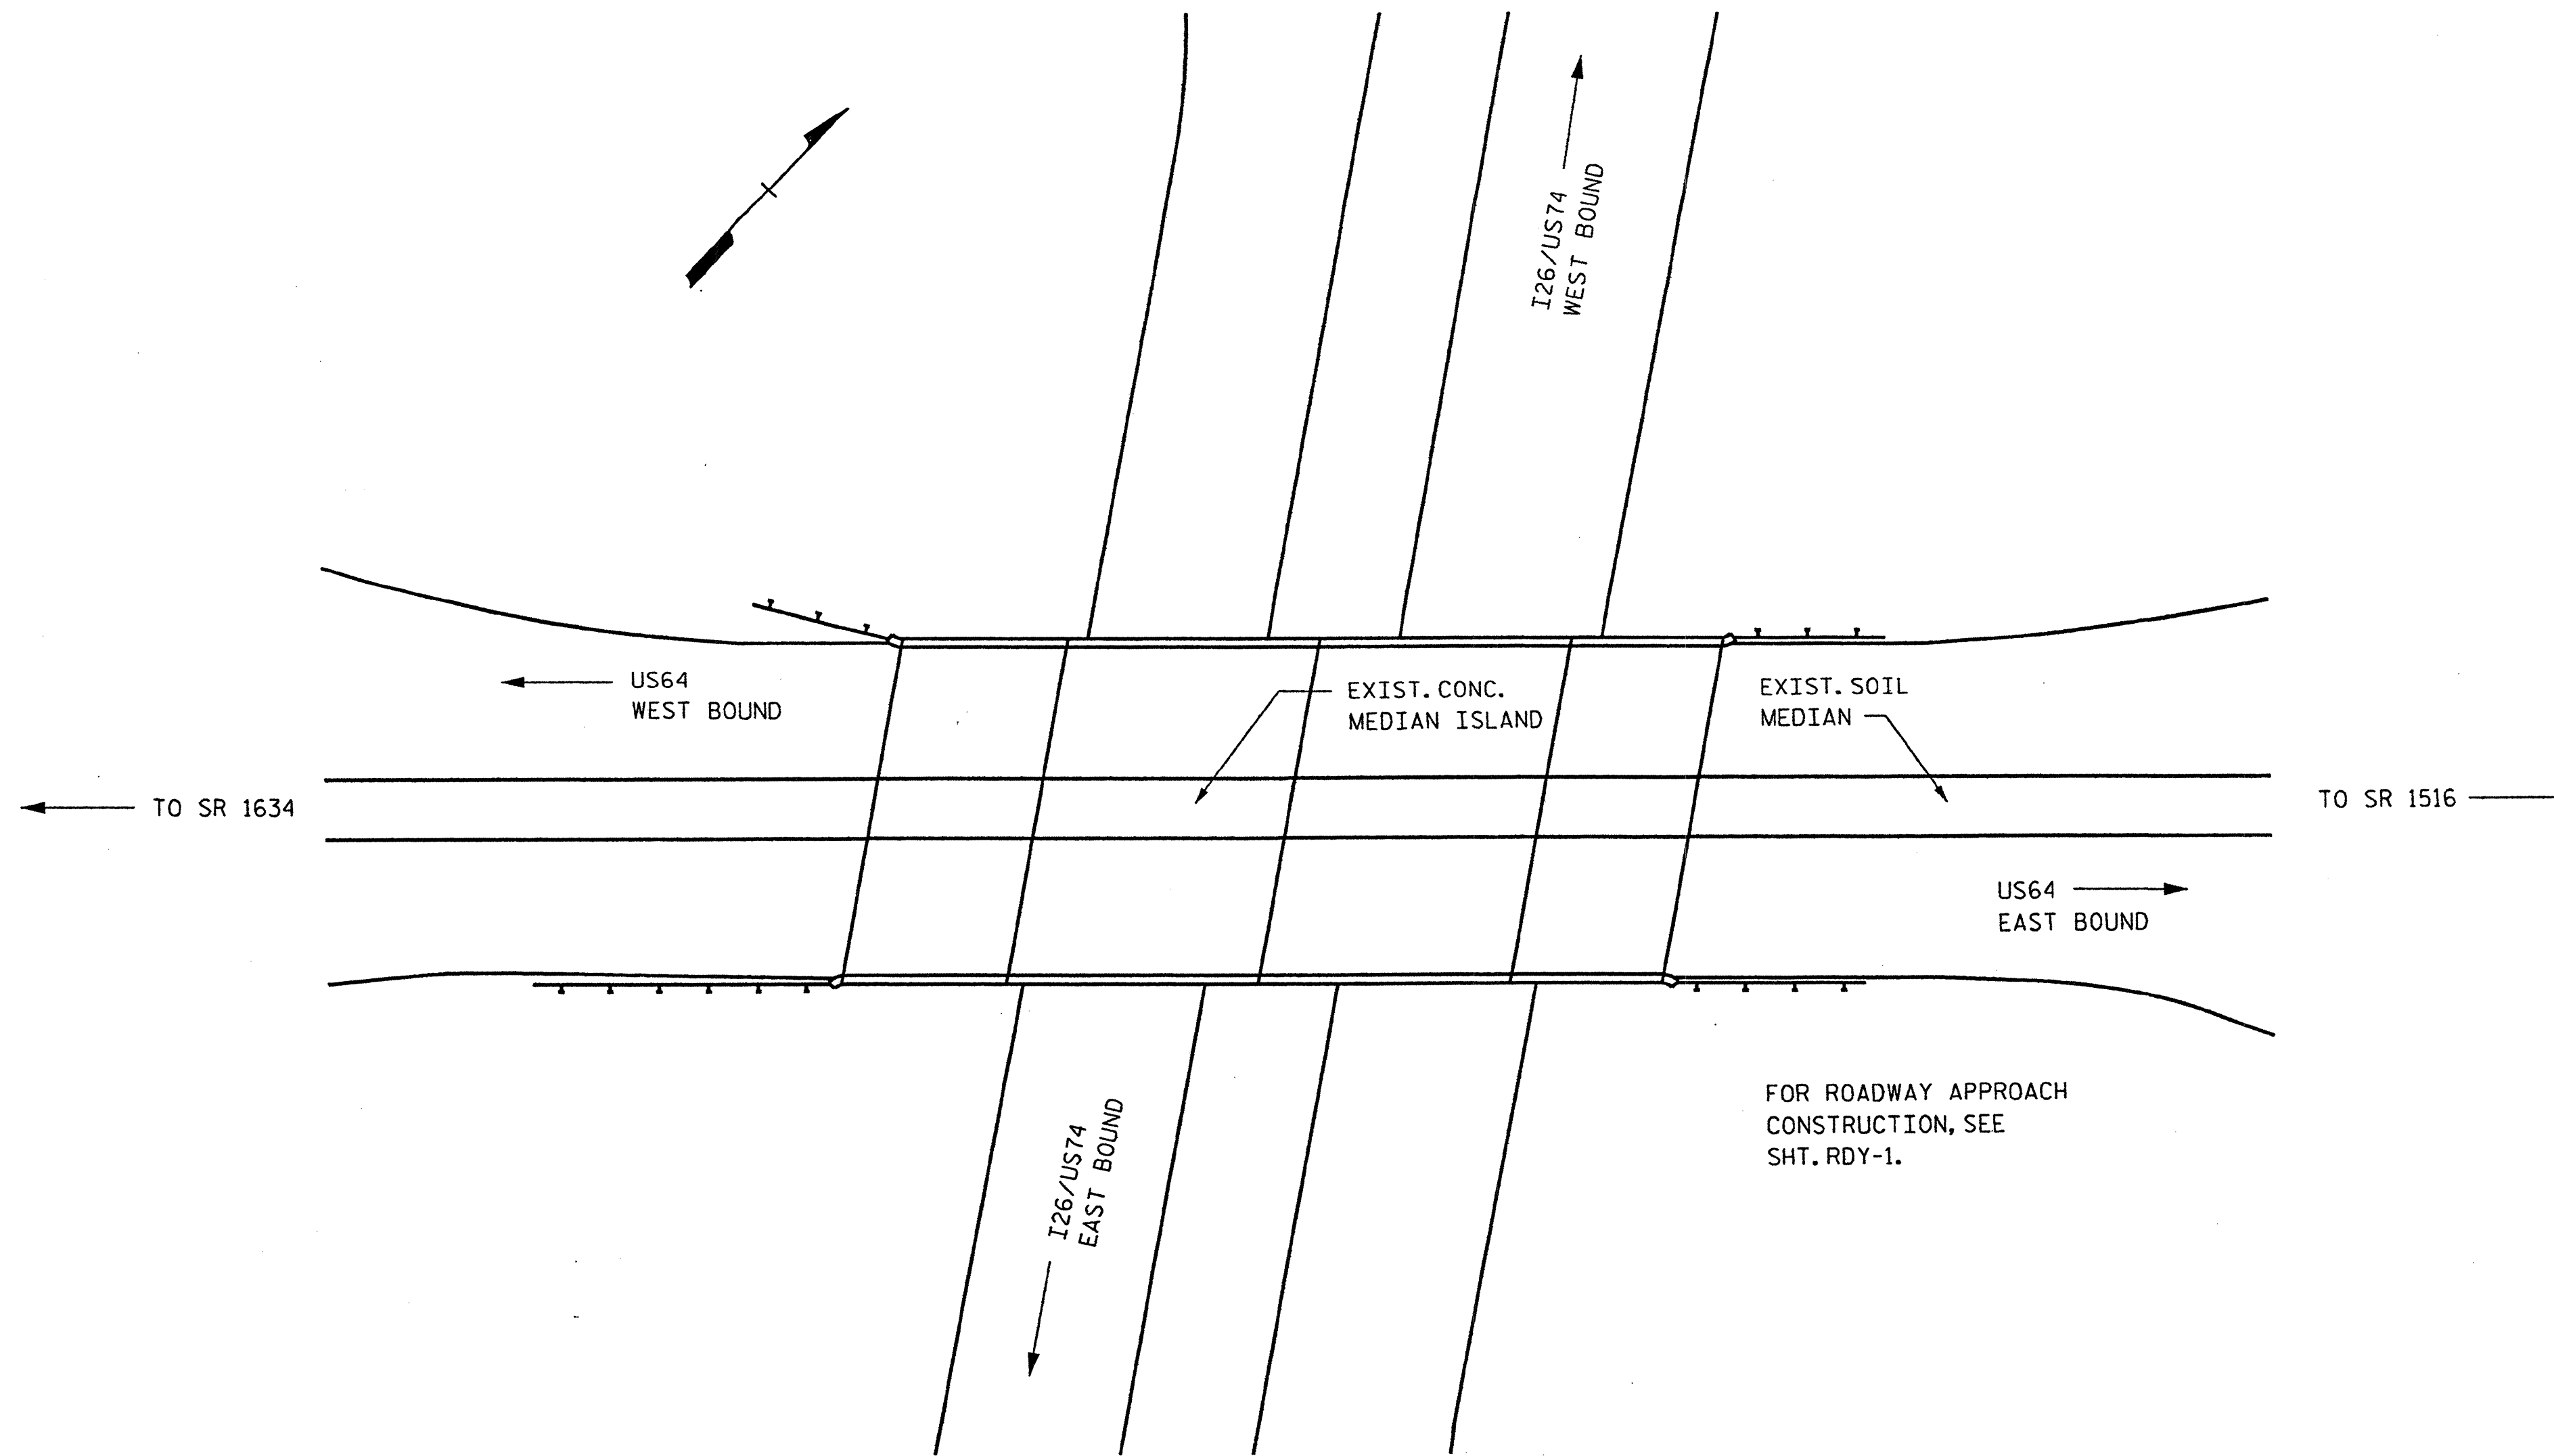 I26/US74
WEST BOUND
US64
WEST BOUND
EXIST. CONC.
MEDIAN ISLAND
EXIST. SOIL
MEDIAN
TO SR 1634
TO SR 1516
US64
EAST BOUND
I26/US74
EAST BOUND
FOR ROADWAY APPROACH
CONSTRUCTION, SEE
SHT. RDY-1.